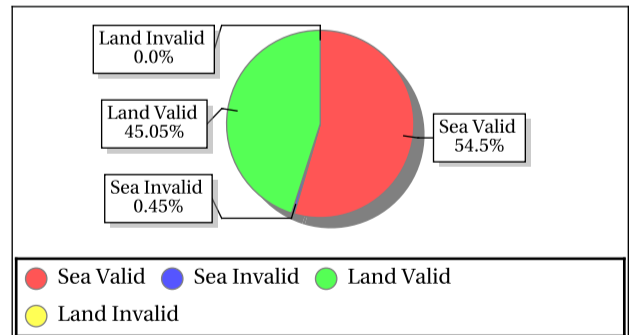 Land Invalid
0.0%
Land Valid
45.05%
Sea Valid
54.5%
Sea Invalid
0.45%
Sea Valid Sea Invalid Land Valid
Land Invalid